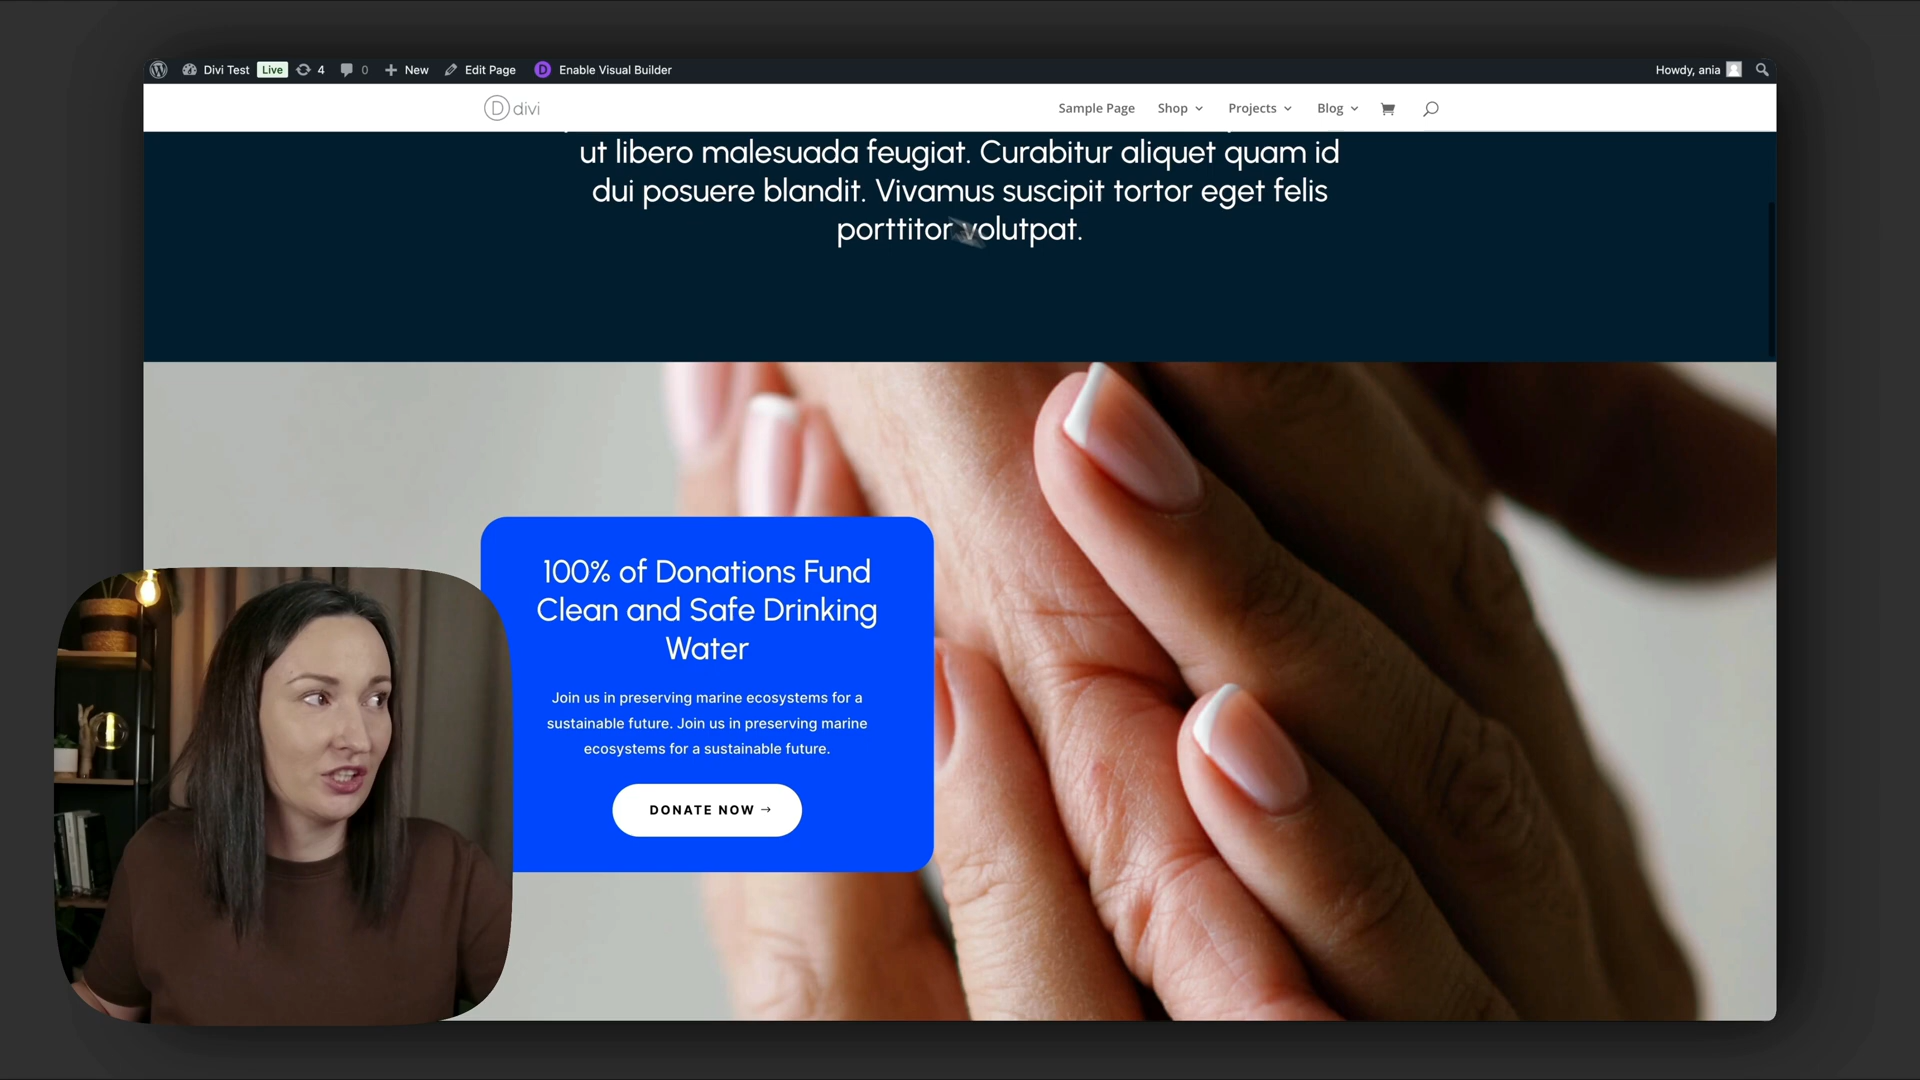 Divi Test Live 4 0 New Edit Page D Enable Visual Builder Howdy, ania
D divi Sample Page Shop Projects Blog
ut libero malesuada feugiat. Curabitur aliquet quam id
dui posuere blandit. Vivamus suscipit tortor eget felis
porttitor volutpat.
100% of Donations Fund
Clean and Safe Drinking
Water
Join us in preserving marine ecosystems for a
sustainable future. Join us in preserving marine
ecosystems for a sustainable future.
DONATE NOW →